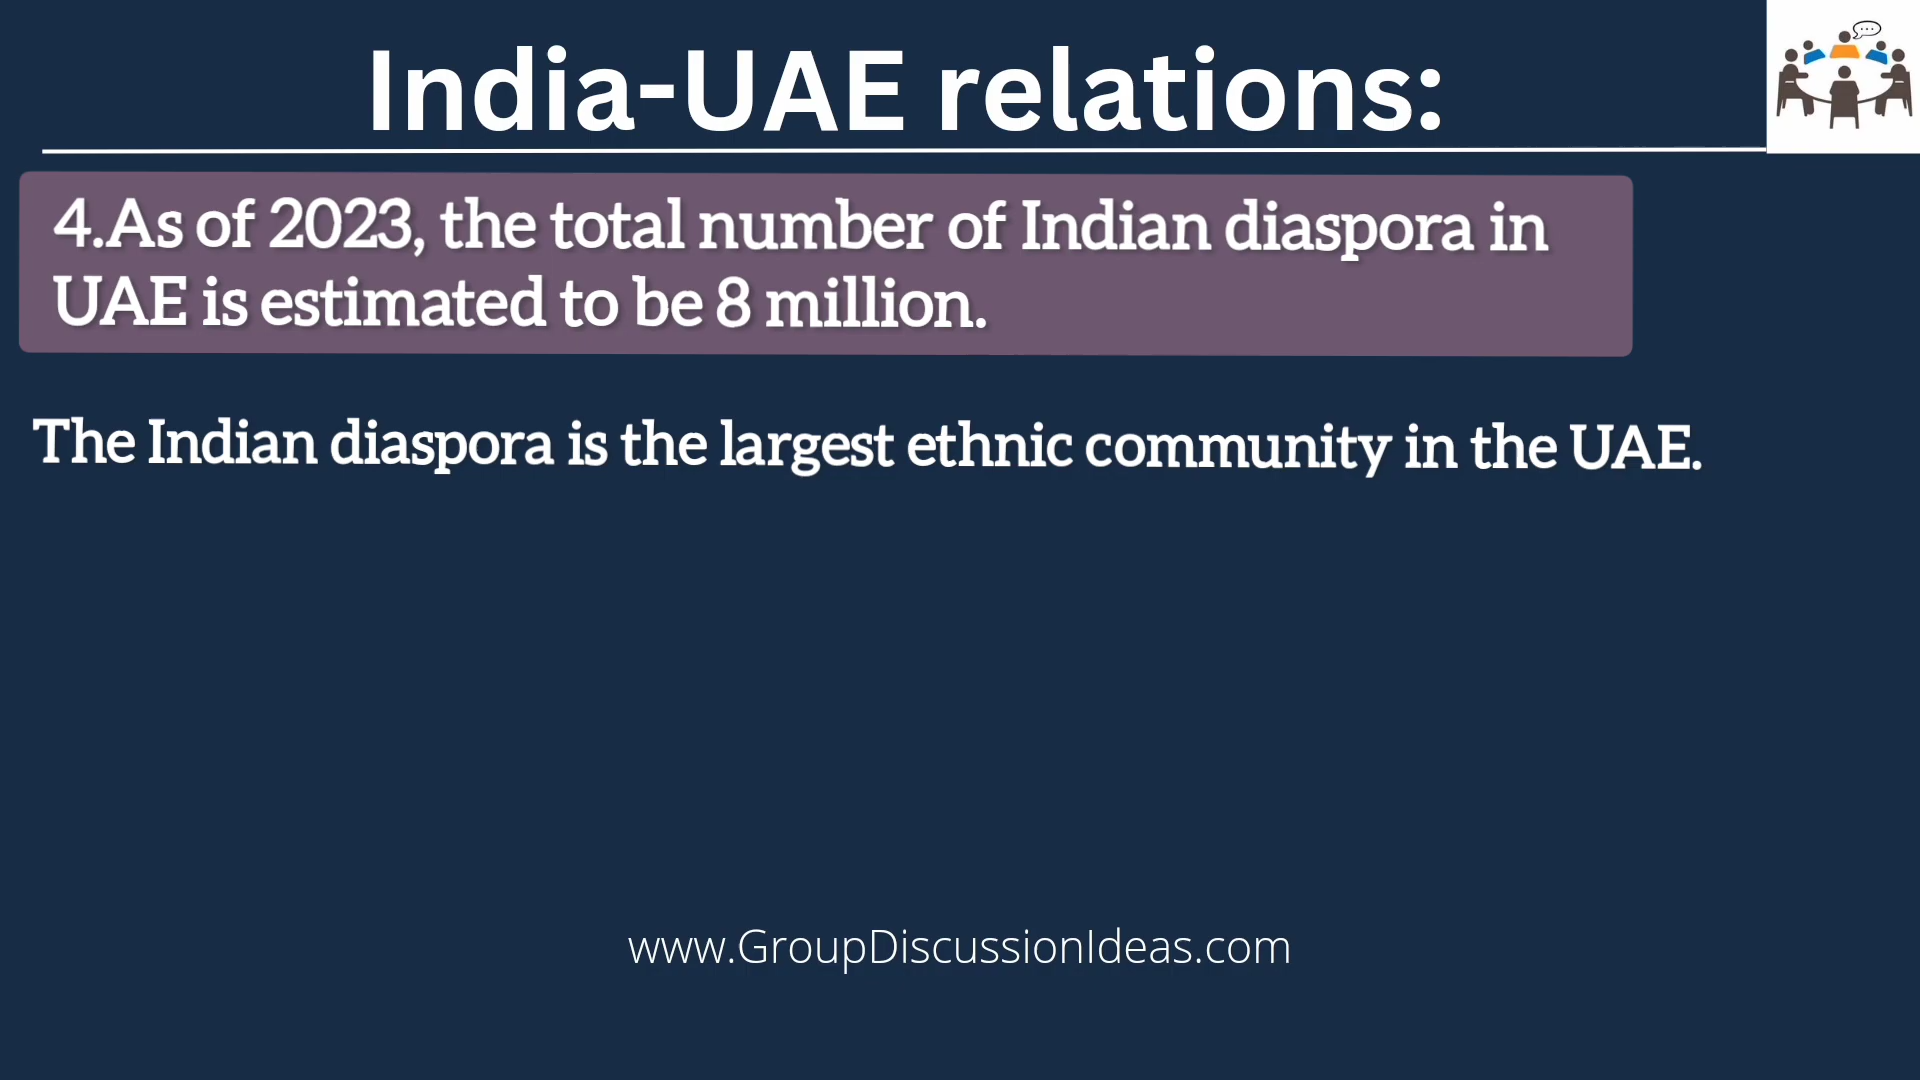 India-UAE relations:
4.As of 2023, the total number of Indian diaspora in
UAE is estimated to be 8 million.
The Indian diaspora is the largest ethnic community in the UAE.
www.GroupDiscussionIdeas.com